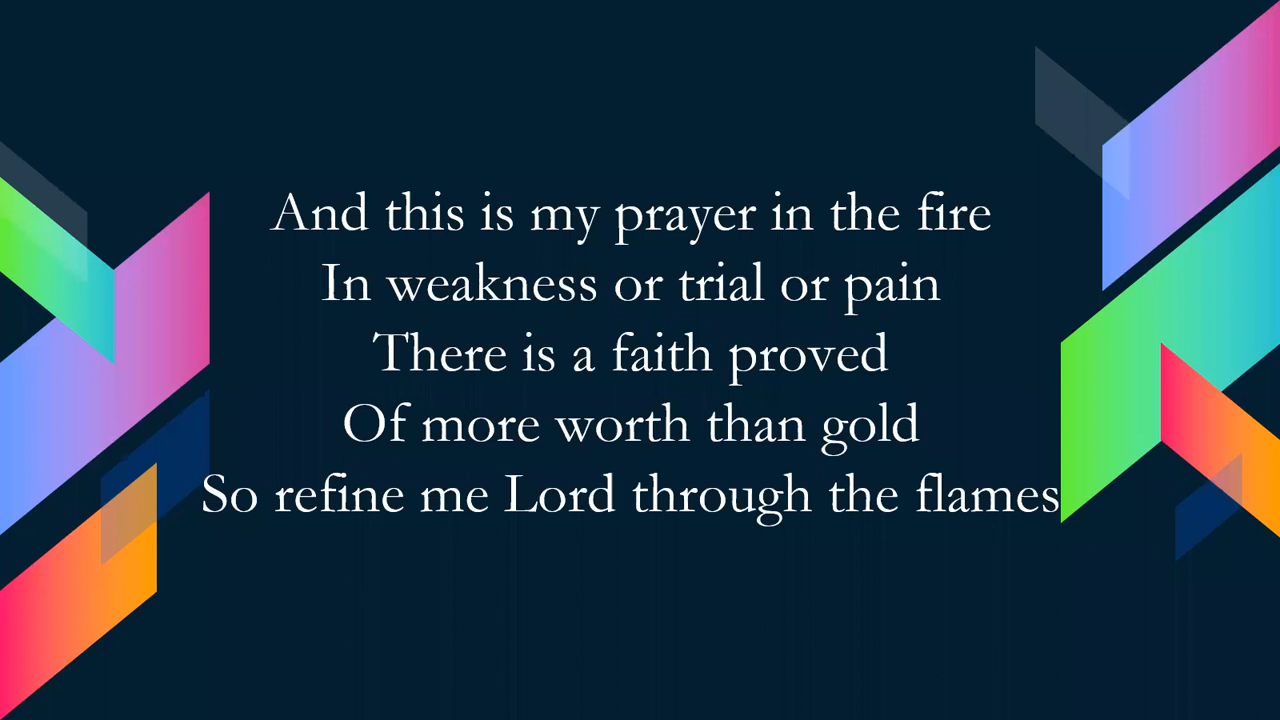 And this is my prayer in the fire
In weakness or trial or pain
There is a faith proved
Of more worth than gold
So refine me Lord through the flames